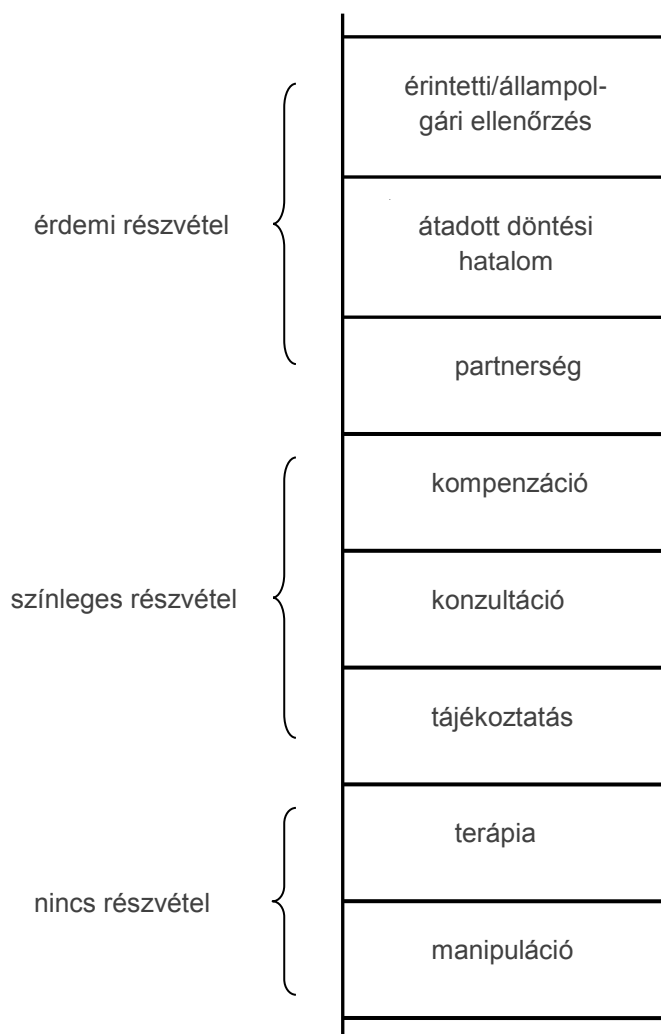 érintetti/állampol-
gári ellenőrzés
érdemi részvétel
átadott döntési
hatalom
partnerség
kompenzáció
színleges részvétel
konzultáció
tájékoztatás
terápia
nincs részvétel
manipuláció